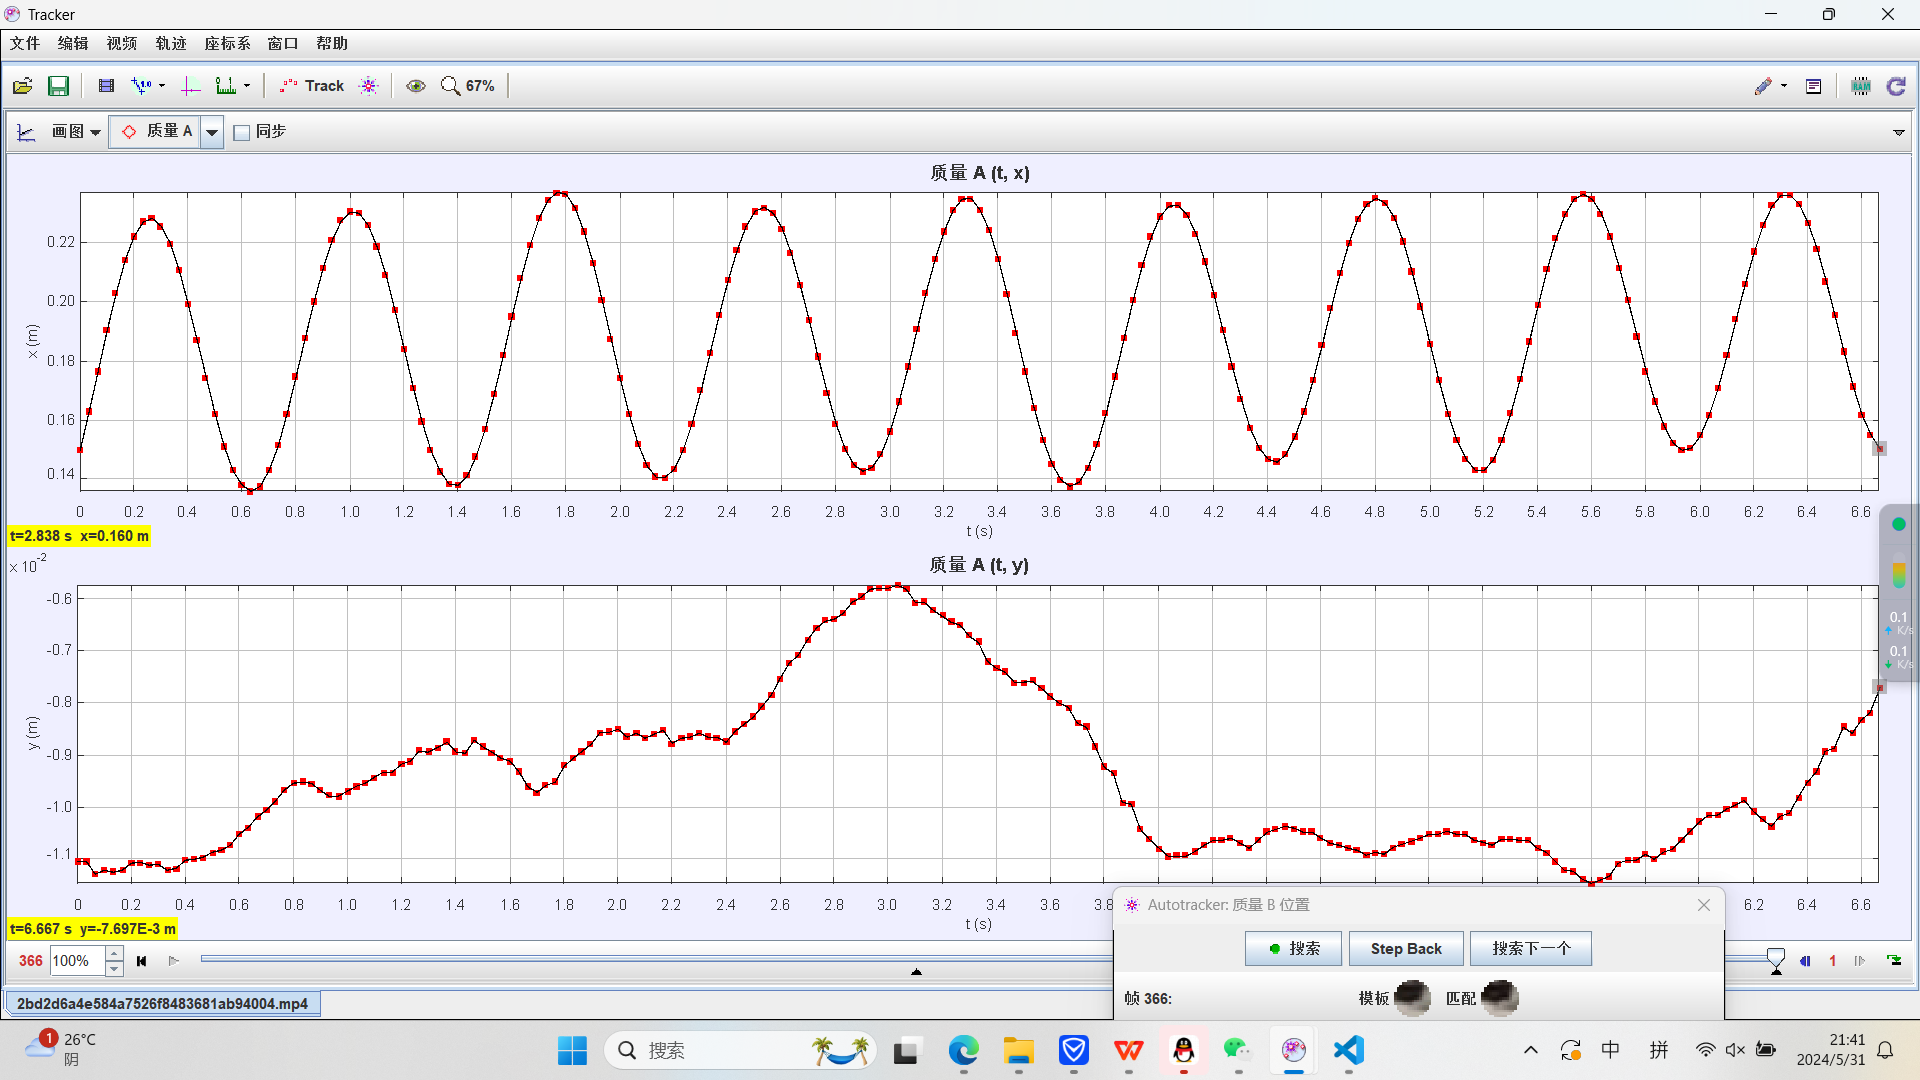 Tracker
文件 编辑 视频 轨迹 座标系 窗口 帮助
Track 67%
画图 质量 A 同步
质量 A (t, x)
0.22
0.20
0.18
0.16
0.14
x (m)
0 0.2 0.4 0.6 0.8 1.0 1.2 1.4 1.6 1.8 2.0 2.2 2.4 2.6 2.8 3.0 3.2 3.4 3.6 3.8 4.0 4.2 4.4 4.6 4.8 5.0 5.2 5.4 5.6 5.8 6.0 6.2 6.4 6.6
t (s)
t=2.838 s x=0.160 m
x 10-2
质量 A (t, y)
-0.6
-0.7
-0.8
-0.9
-1.0
-1.1
y (m)
0 0.2 0.4 0.6 0.8 1.0 1.2 1.4 1.6 1.8 2.0 2.2 2.4 2.6 2.8 3.0 3.2 3.4 3.6 3.8 6.2 6.4 6.6
t (s)
t=6.667 s y=-7.697E-3 m
0.1
K/s
0.1
K/s
366 100% 1
Autotracker: 质量 B 位置
搜索 Step Back 搜索下一个
帧 366: 模板 匹配
2bd2d6a4e584a7526f8483681ab94004.mp4
1 26°C
阴
搜索
中 拼
21:41
2024/5/31